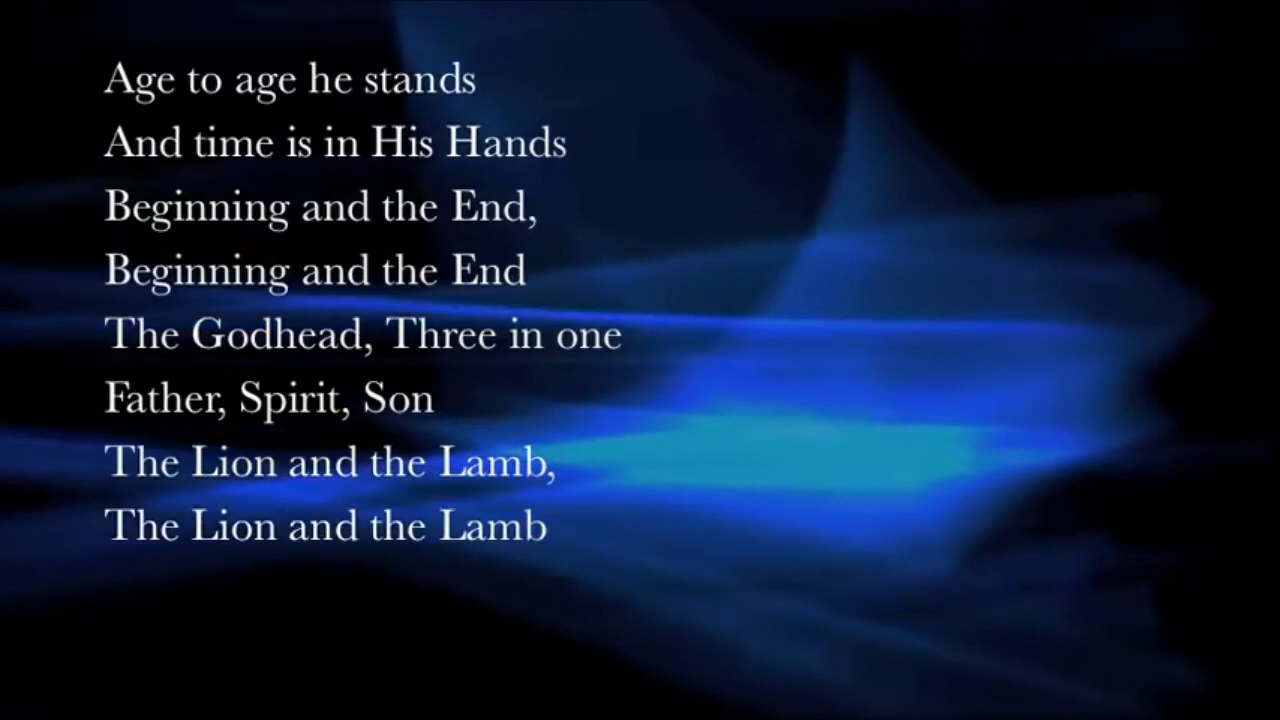 Age to age he stands
And time is in His Hands
Beginning and the End,
Beginning and the End
The Godhead, Three in one
Father, Spirit, Son
The Lion and the Lamb,
The Lion and the Lamb